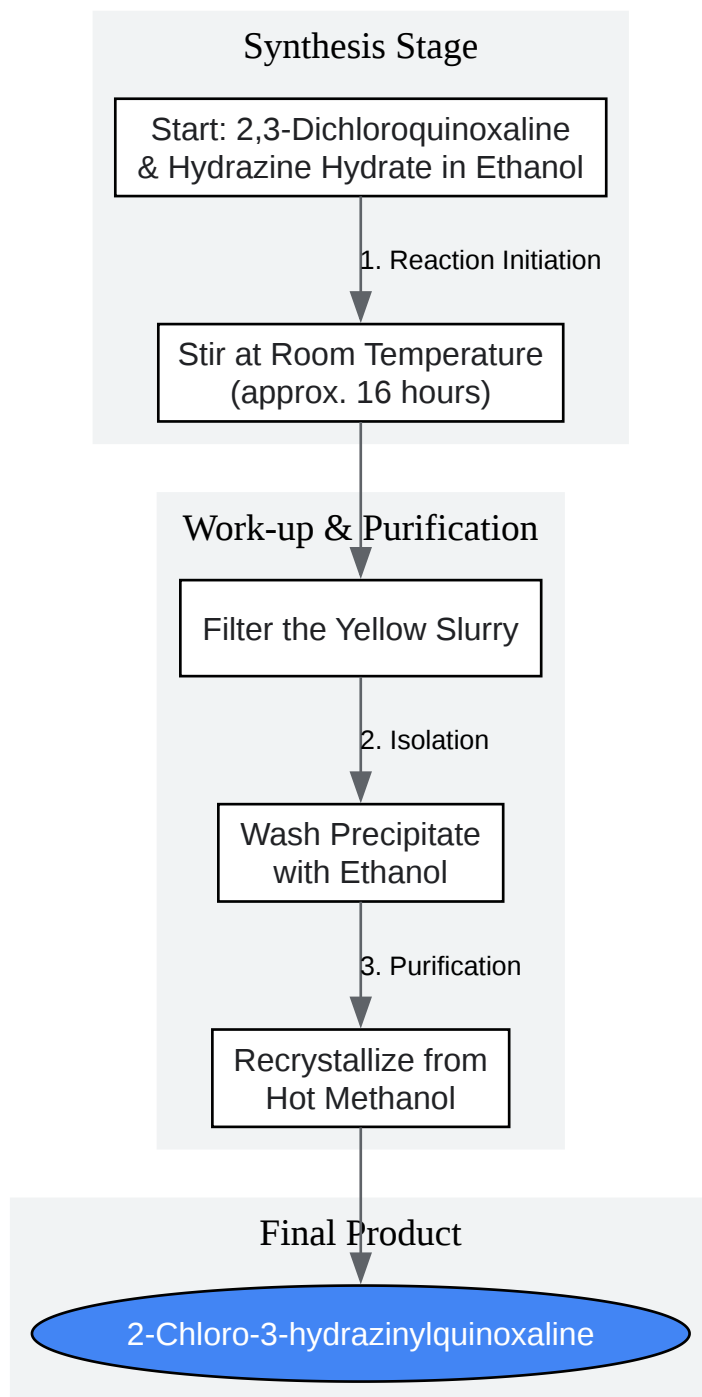 Synthesis Stage
Start: 2,3-Dichloroquinoxaline
& Hydrazine Hydrate in Ethanol
1. Reaction Initiation
Stir at Room Temperature
(approx. 16 hours)
Work-up & Purification
Filter the Yellow Slurry
2. Isolation
Wash Precipitate
with Ethanol
3. Purification
Recrystallize from
Hot Methanol
Final Product
2-Chloro-3-hydrazinylquinoxaline